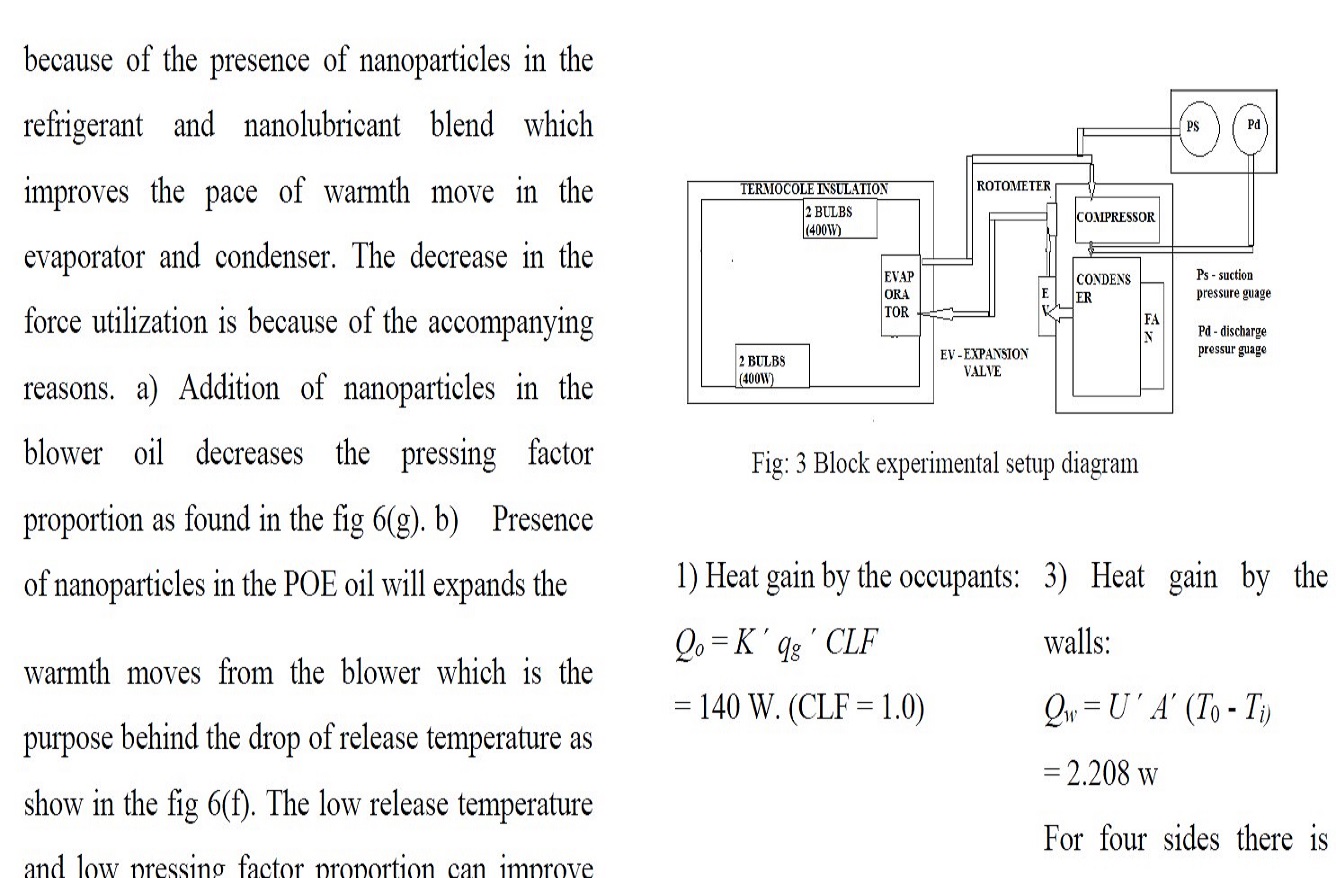 because of the presence of nanoparticles in the
refrigerant and nanolubricant blend which
improves the pace of warmth move in the
evaporator and condenser. The decrease in the
force utilization is because of the accompanying
reasons. a) Addition of nanoparticles in the
blower oil decreases the pressing factor
proportion as found in the fig 6(g). b) Presence
of nanoparticles in the POE oil will expands the
warmth moves from the blower which is the
purpose behind the drop of release temperature as
show in the fig 6(f). The low release temperature
and low pressing factor proportion can improve
PS
Pd
TERMOCOLE INSULATION
ROTOMETER
2 BULBS
(400W)
COMPRESSOR
EVAP
ORA
TOR
E
V
CONDENS
ER
FA
N
Ps - suction
pressure guage
Pd - discharge
pressur guage
2 BULBS
(400W)
EV - EXPANSION
VALVE
Fig: 3 Block experimental setup diagram
1) Heat gain by the occupants:
Qo = K ´ qg ´ CLF
= 140 W. (CLF = 1.0)
3) Heat gain by the
walls:
Qw = U ´ A´ (T0 - Ti)
= 2.208 w
For four sides there is